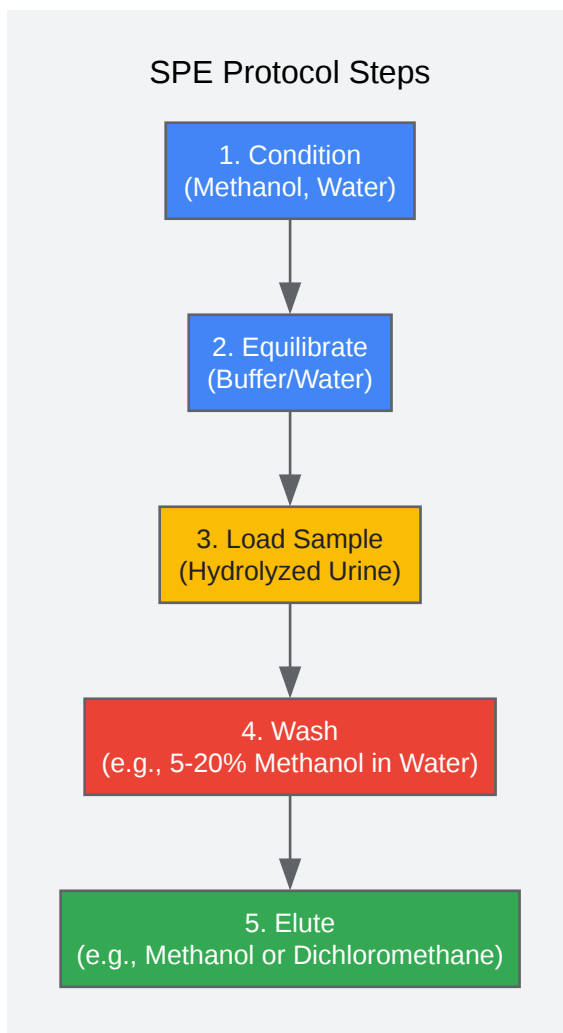 SPE Protocol Steps
1. Condition
(Methanol, Water)
2. Equilibrate
(Buffer/Water)
3. Load Sample
(Hydrolyzed Urine)
4. Wash
(e.g., 5-20% Methanol in Water)
5. Elute
(e.g., Methanol or Dichloromethane)